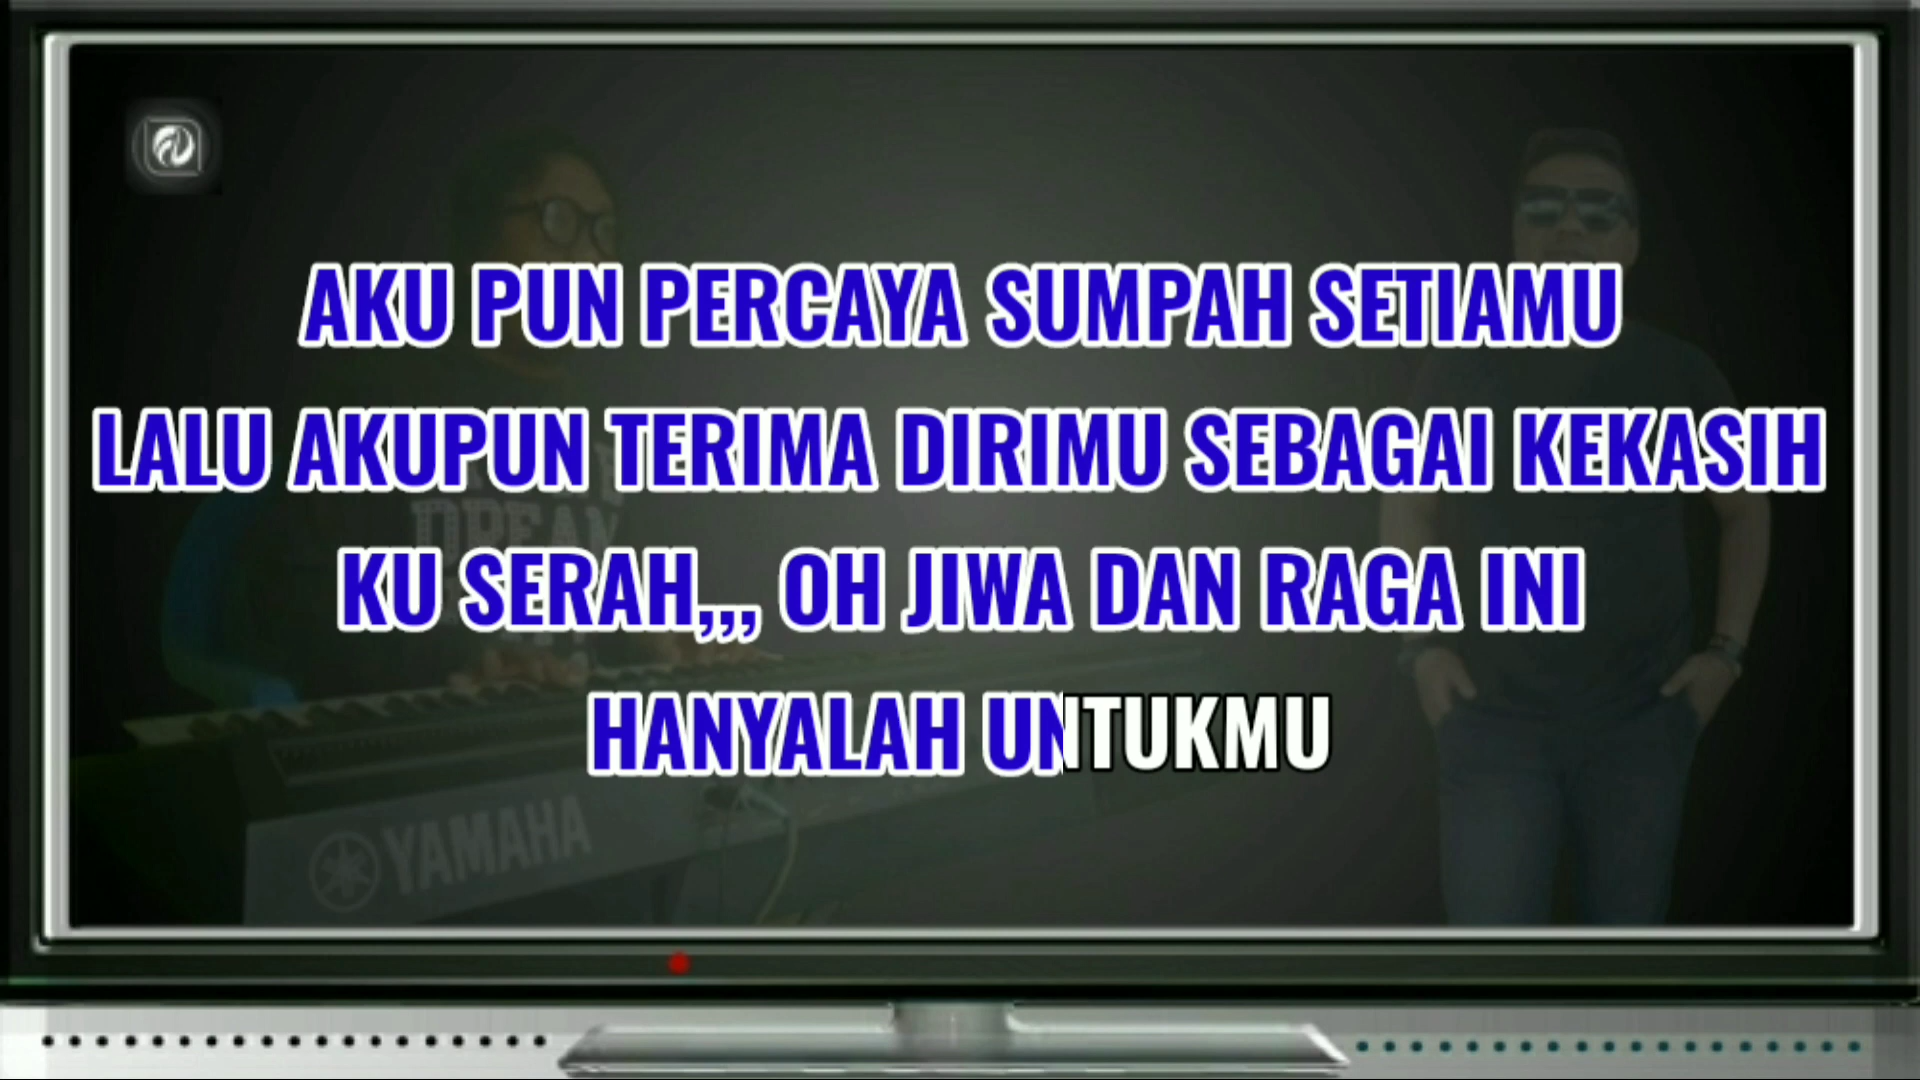 AKU PUN PERCAYA SUMPAH SETIAMU
LALU AKUPUN TERIMA DIRIMU SEBAGAI KEKASIH
KU SERAH,,, OH JIWA DAN RAGA INI
HANYALAH UNTUKMU
YAMAHA